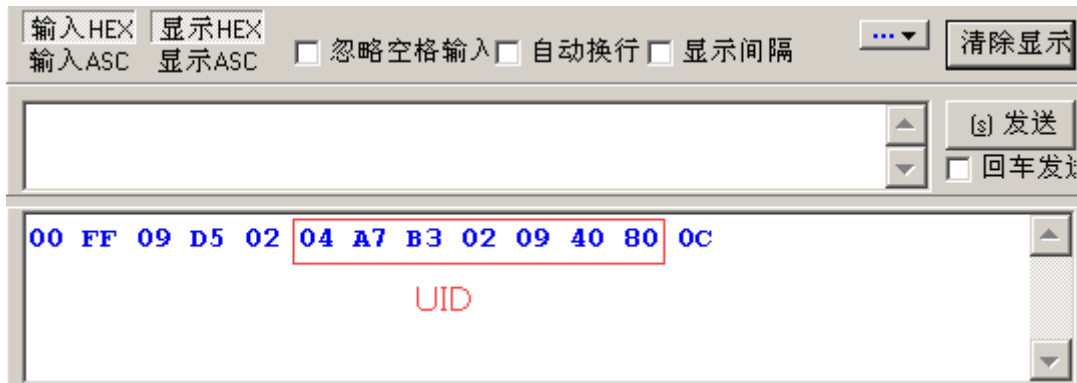 输入HEX 显示HEX
输入ASC 显示ASC
忽略空格输入 自动换行 显示间隔
清除显示
(s) 发送
回车发送
00 FF 09 D5 02 04 A7 B3 02 09 40 80 0C
UID